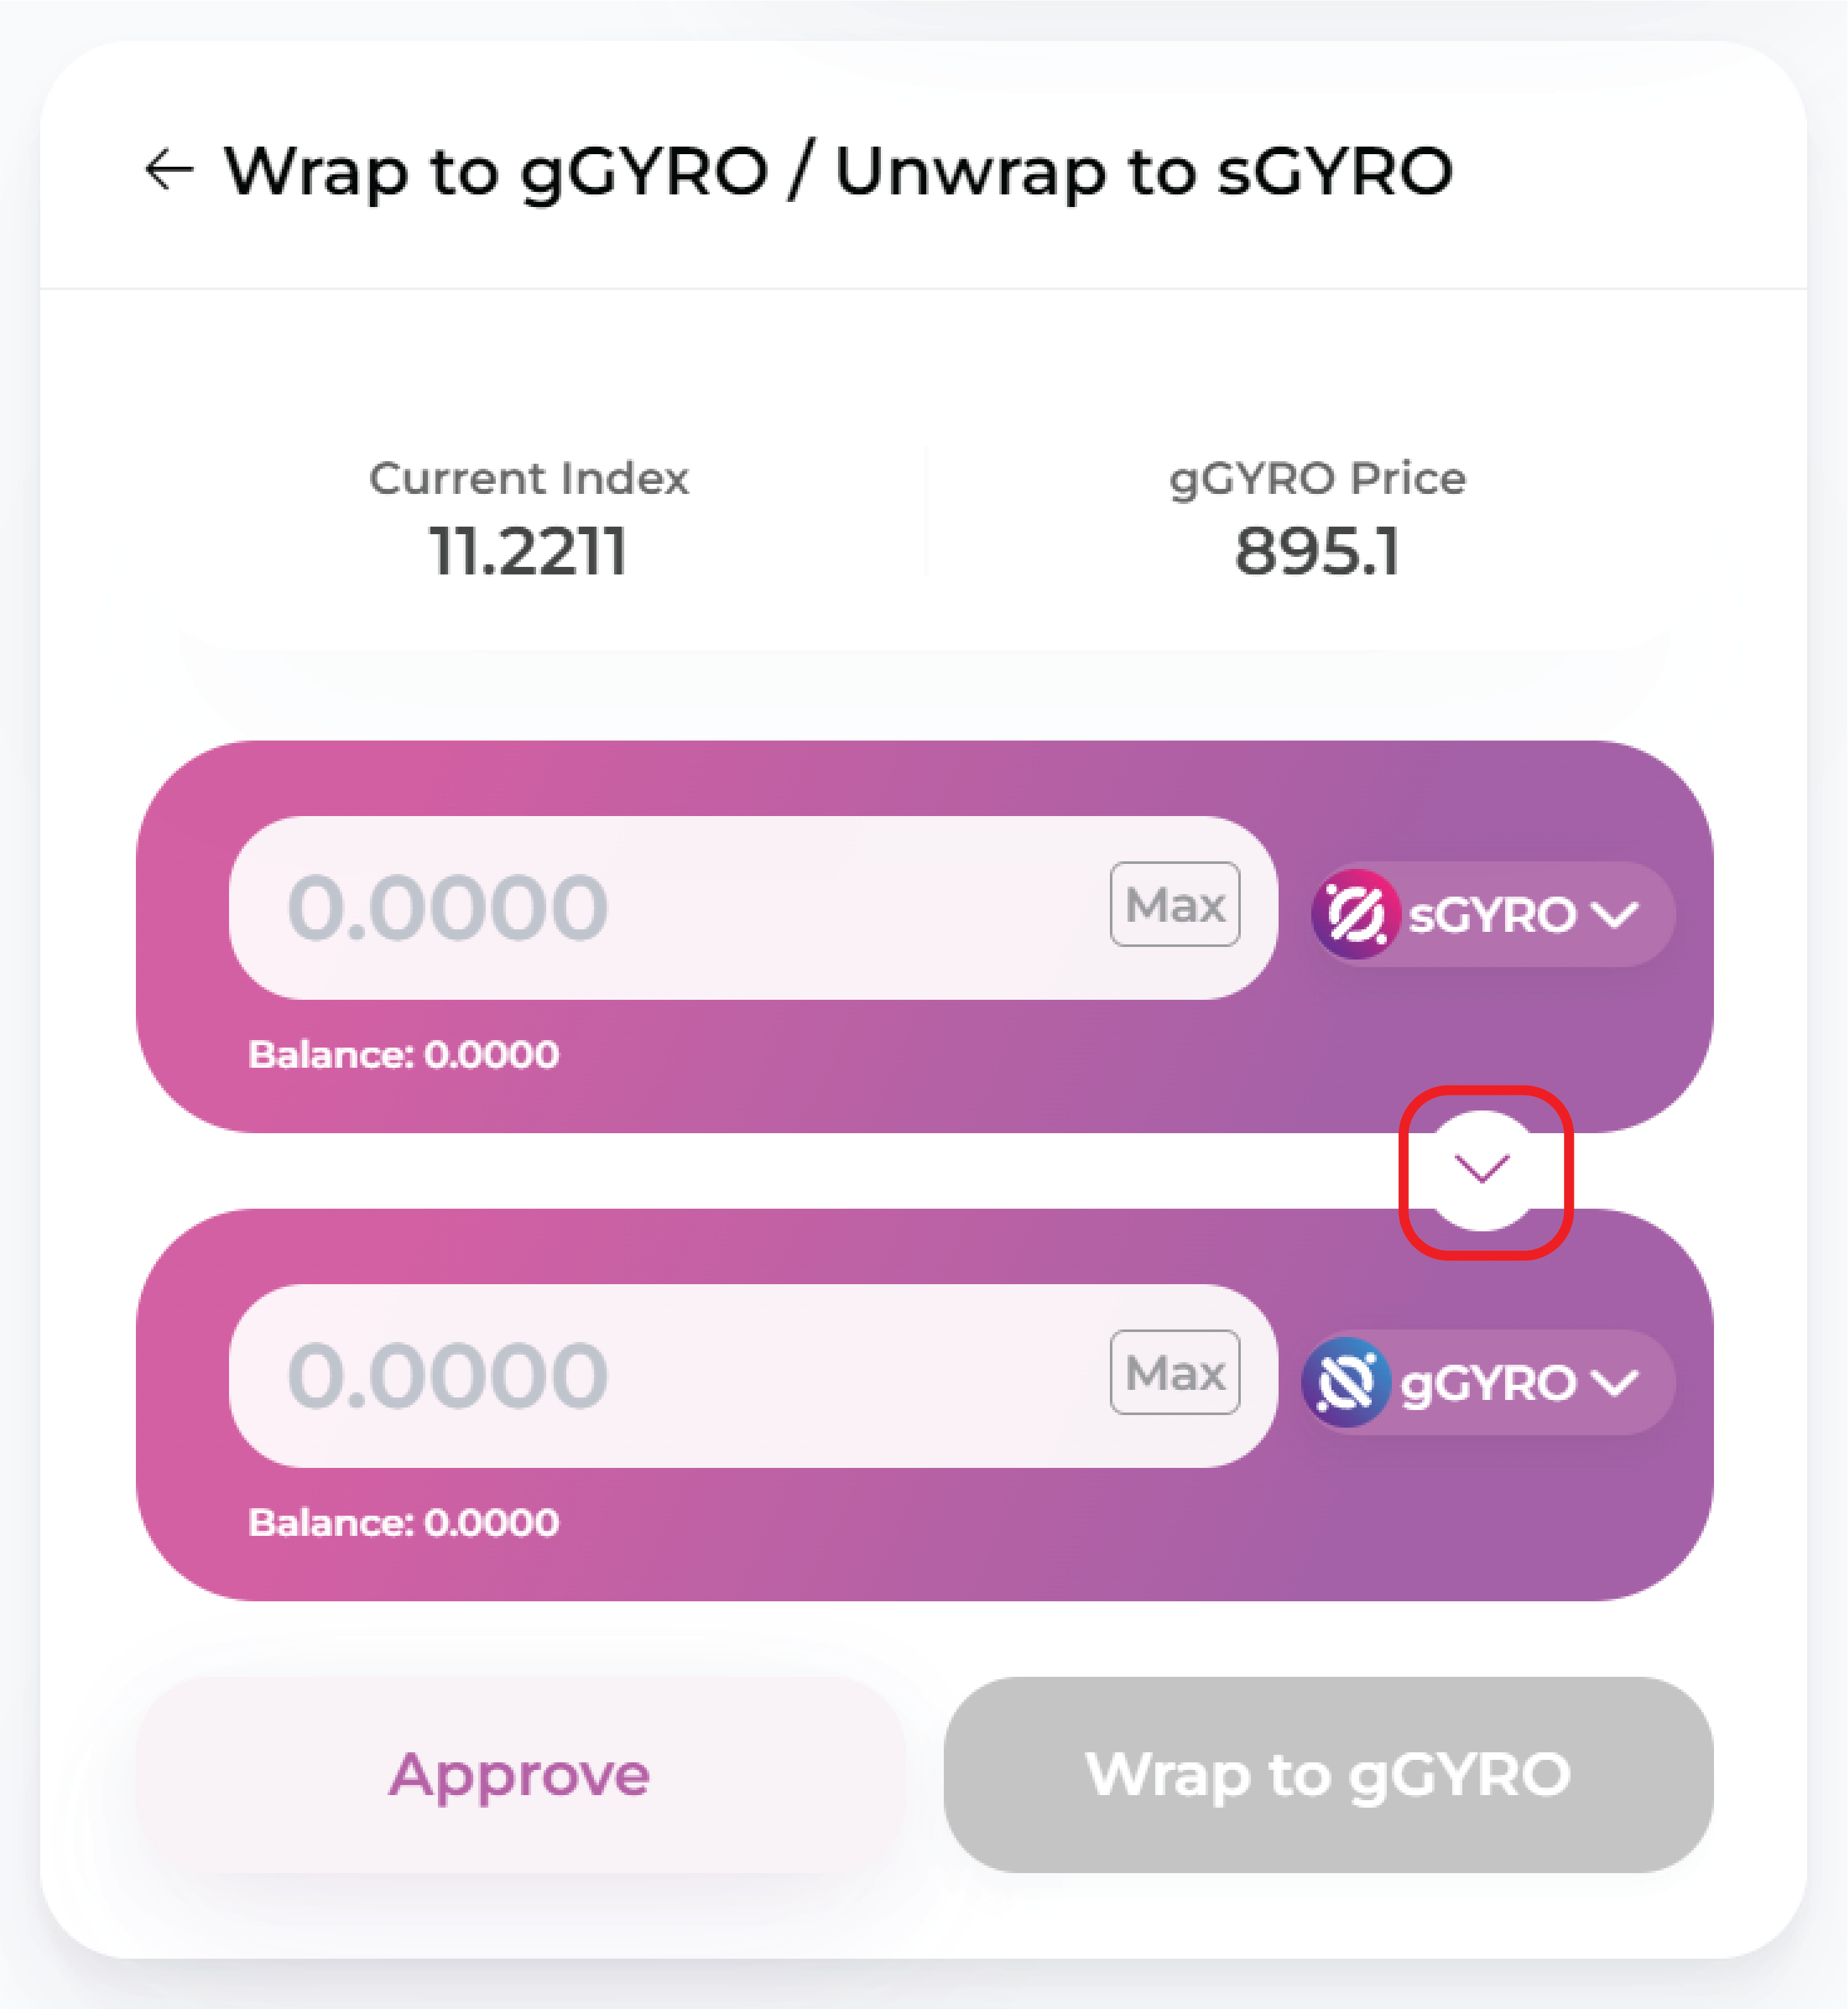 Wrap to gGYRO / Unwrap to sGYRO
Current Index
11.2211
gGYRO Price
895.1
0.0000
Max
sGYRO
Balance: 0.0000
0.0000
Max
gGYRO
Balance: 0.0000
Approve
Wrap to gGYRO